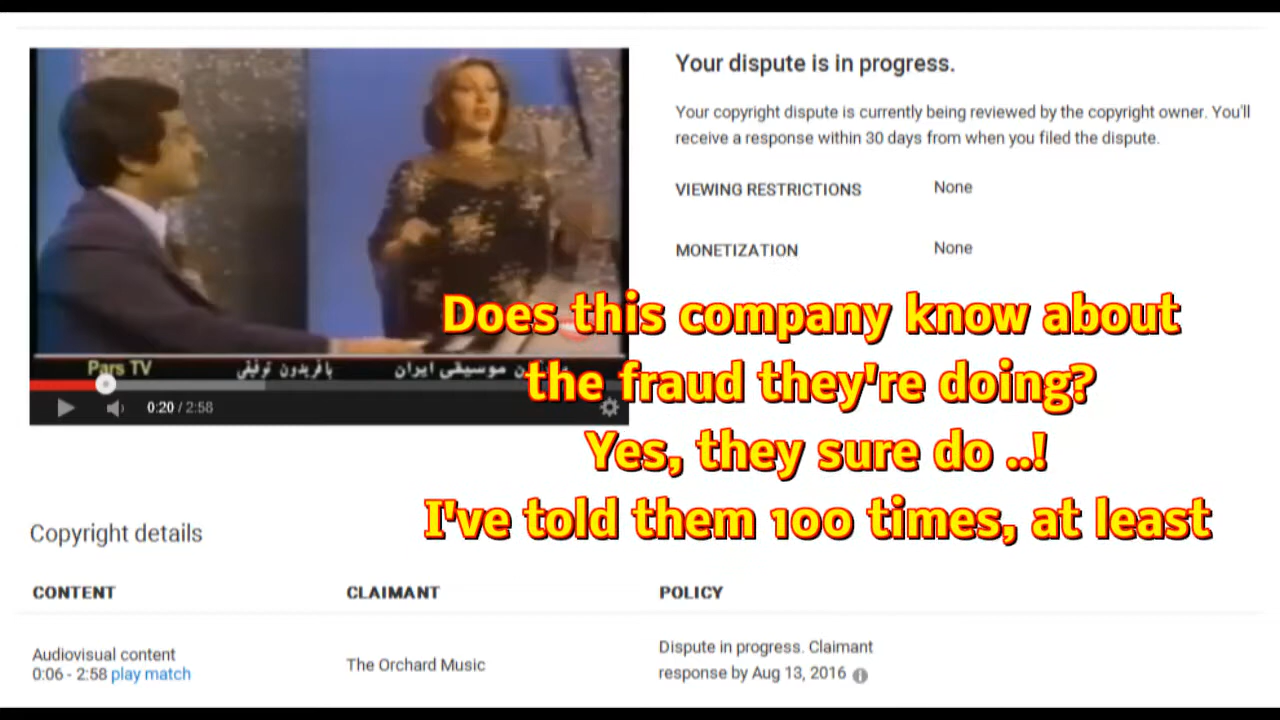 Your dispute is in progress.
Your copyright dispute is currently being reviewed by the copyright owner. You'll
receive a response within 30 days from when you filed the dispute.
VIEWING RESTRICTIONS None
MONETIZATION None
Does this company know about
the fraud they're doing?
Yes, they sure do ..!
I've told them 100 times, at least
Pars TV
موسیقی ایران
با فریدون توفیقی
0:20 / 2:58
Copyright details
CONTENT CLAIMANT POLICY
Audiovisual content
0:06 - 2:58 play match
The Orchard Music
Dispute in progress. Claimant
response by Aug 13, 2016